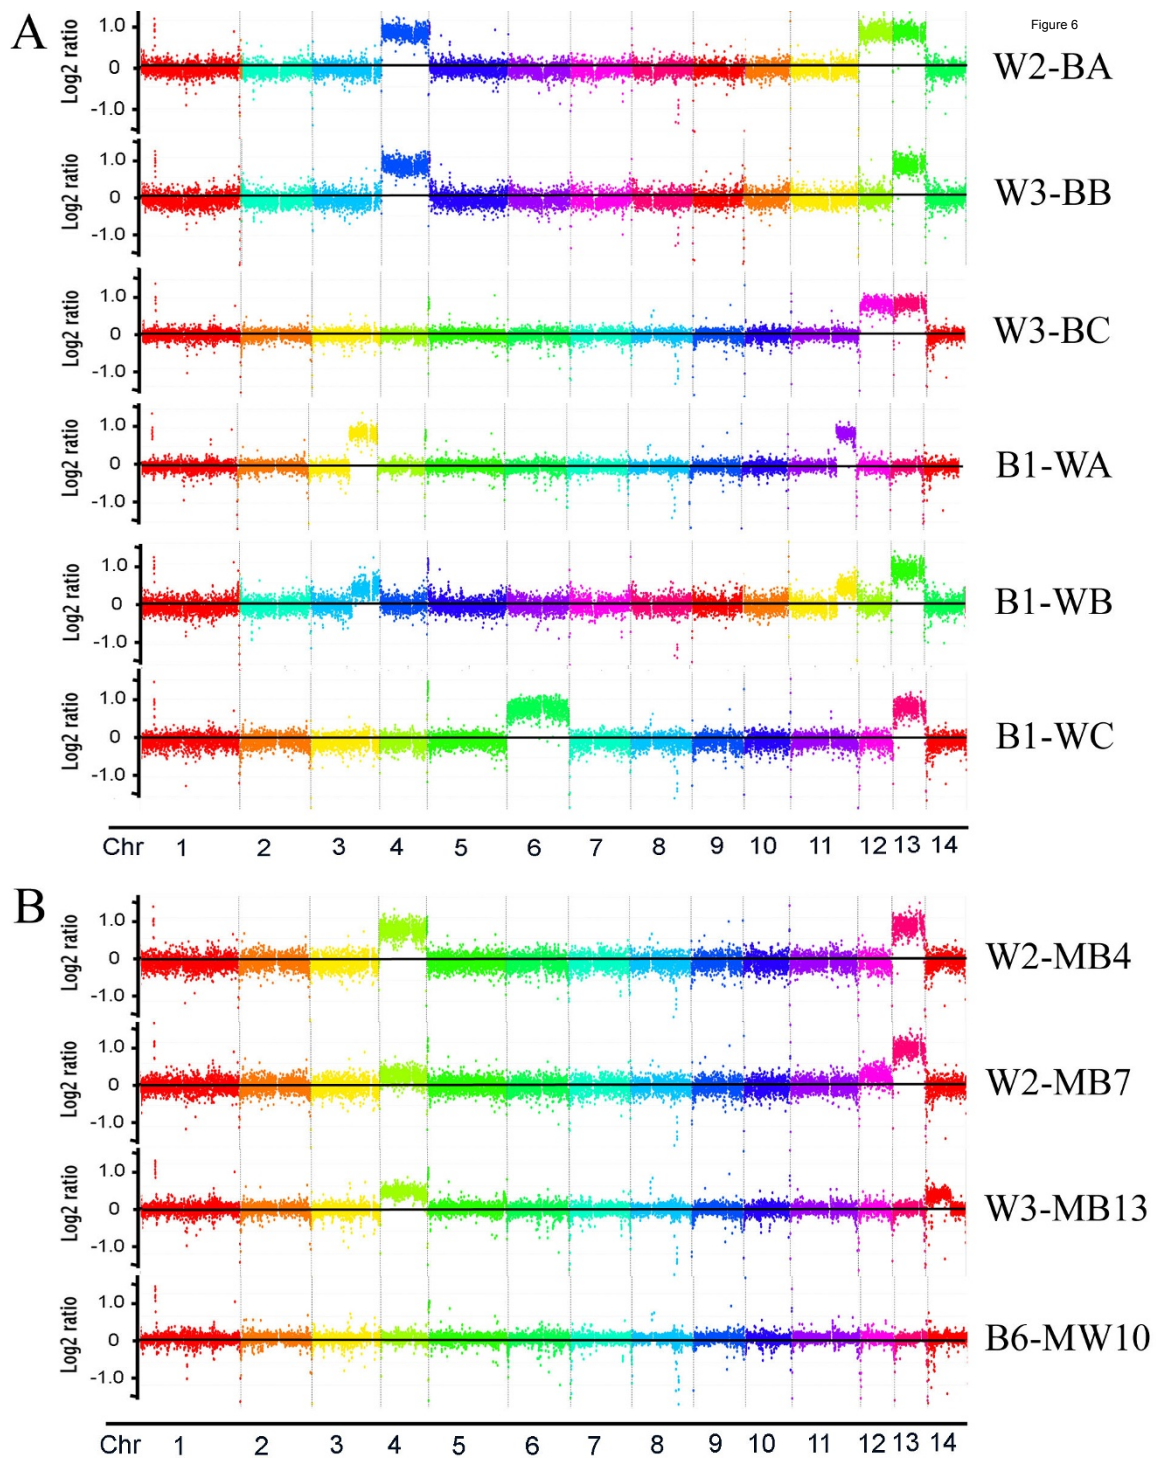 Figure 6
A
1.0
0
-1.0
Log2 ratio
W2-BA
1.0
0
-1.0
Log2 ratio
W3-BB
1.0
0
-1.0
Log2 ratio
W3-BC
1.0
0
-1.0
Log2 ratio
B1-WA
1.0
0
-1.0
Log2 ratio
B1-WB
1.0
0
-1.0
Log2 ratio
B1-WC
Chr 1 2 3 4 5 6 7 8 9 10 11 12 13 14
B
1.0
0
-1.0
Log2 ratio
W2-MB4
1.0
0
-1.0
Log2 ratio
W2-MB7
1.0
0
-1.0
Log2 ratio
W3-MB13
1.0
0
-1.0
Log2 ratio
B6-MW10
Chr 1 2 3 4 5 6 7 8 9 10 11 12 13 14